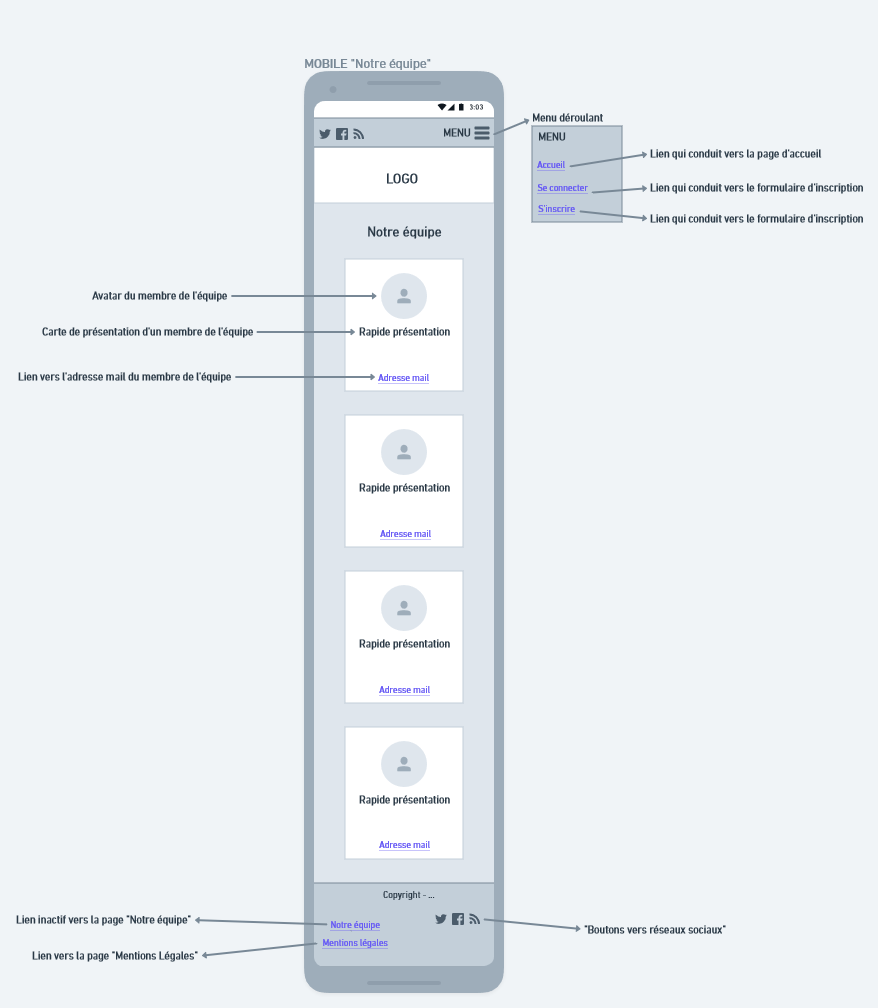 MOBILE "Notre équipe"
3:03
MENU
LOGO
Notre équipe
Menu déroulant
MENU
Accueil
Se connecter
S'inscrire
Lien qui conduit vers la page d'accueil
Lien qui conduit vers le formulaire d'inscription
Lien qui conduit vers le formulaire d'inscription
Avatar du membre de l'équipe
Carte de présentation d'un membre de l'équipe
Rapide présentation
Lien vers l'adresse mail du membre de l'équipe
Adresse mail
Rapide présentation
Adresse mail
Rapide présentation
Adresse mail
Rapide présentation
Adresse mail
Copyright - ...
Lien inactif vers la page "Notre équipe"
Notre équipe
"Boutons vers réseaux sociaux"
Mentions légales
Lien vers la page "Mentions Légales"